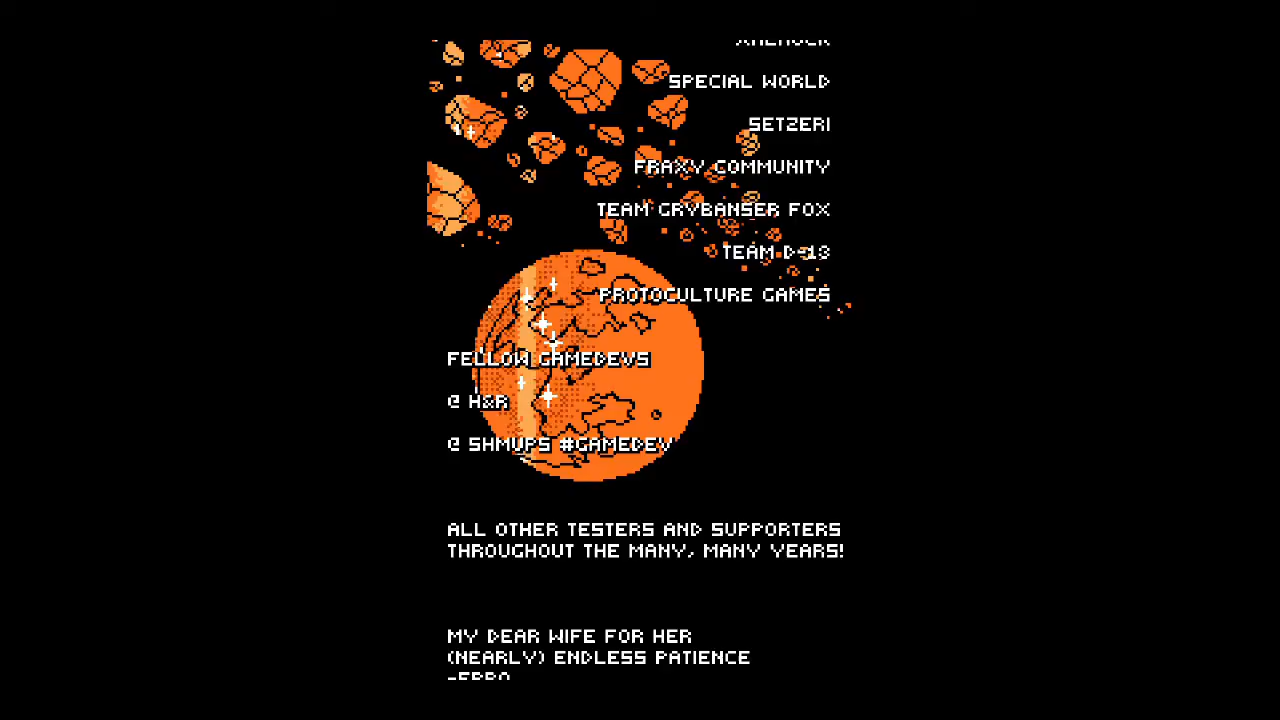 SPECIAL WORLD
SETZERI
FRAXY COMMUNITY
TEAM GRYBANSER FOX
TEAM D-13
PROTOCULTURE GAMES
FELLOW GAMEDEVS
@ H&R
@ SHMUPS #GAMEDEV
ALL OTHER TESTERS AND SUPPORTERS
THROUGHOUT THE MANY, MANY YEARS!
MY DEAR WIFE FOR HER
(NEARLY) ENDLESS PATIENCE